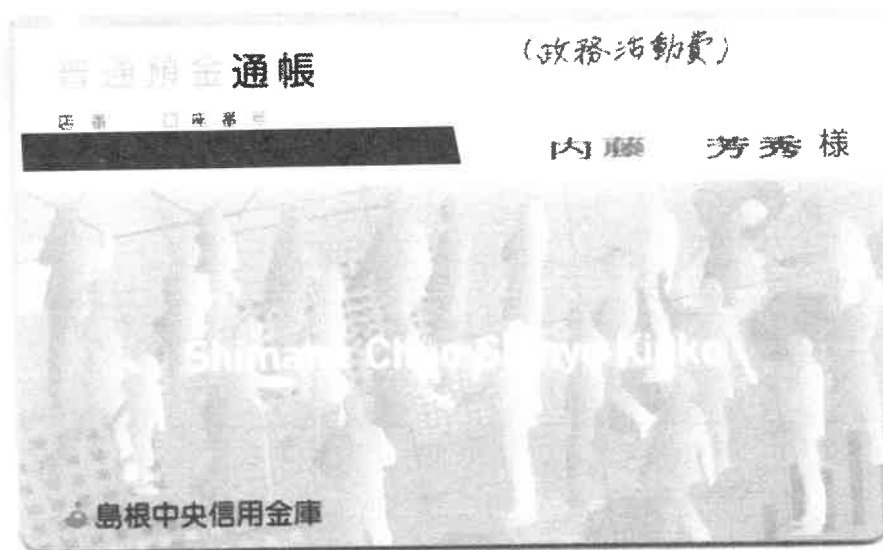 (政務活動費)
普通預金通帳
店番 口座番号
内藤 芳秀 様
Shimane Chuo Shinyo Kinko
島根中央信用金庫